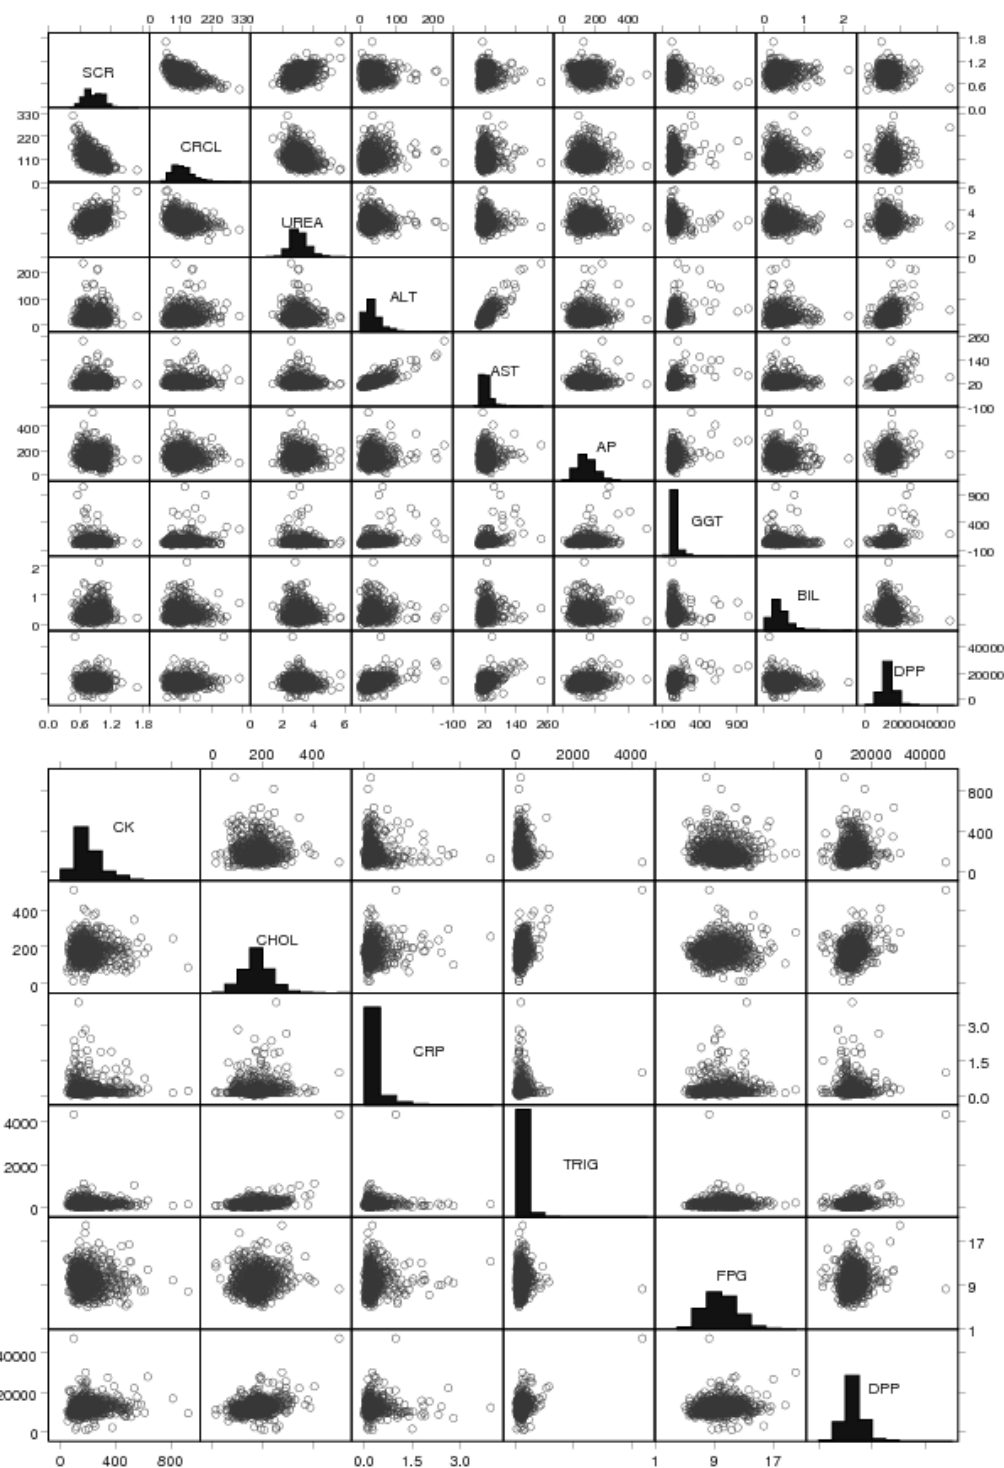 0 110 220 330 0 100 200 0 200 400 0 1 2
SCR 1.8
1.2
0.6
0.0
330 CRCL
220
110
0
UREA 6
4
2
0
200 ALT
100
0
AST 260
140
20
-100
400 AP
200
0
GGT 900
400
-100
2 BIL
1
0
DPP 40000
20000
0
0.0 0.6 1.2 1.8 0 2 4 6 -100 20 140 260 -100 400 900 0 20000 40000
0 200 400 0 2000 4000 0 20000 40000
CK 800
400
0
400 CHOL
200
0
CRP 3.0
1.5
0.0
4000 TRIG
2000
0
FPG 17
9
1
40000 DPP
20000
0
0 400 800 0.0 1.5 3.0 1 9 17